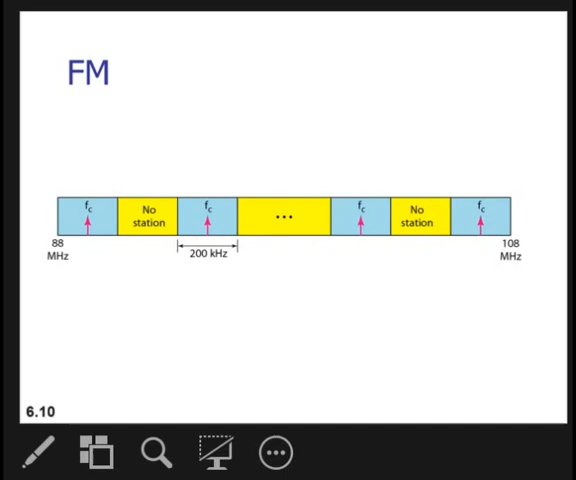 FM
fc
No
station
fc
...
fc
No
station
fc
88
MHz
200 kHz
108
MHz
6.10